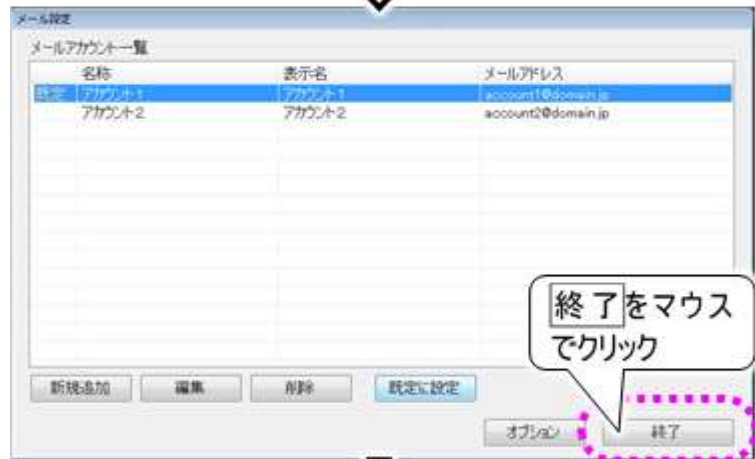 メール設定
メールアカウント一覧
名称 表示名 メールアドレス
既定 アカウント1 アカウント1 account1@domain.jp
アカウント2 アカウント2 account2@domain.jp
終了をマウス
でクリック
新規追加 編集 削除 既定に設定
オプション 終了